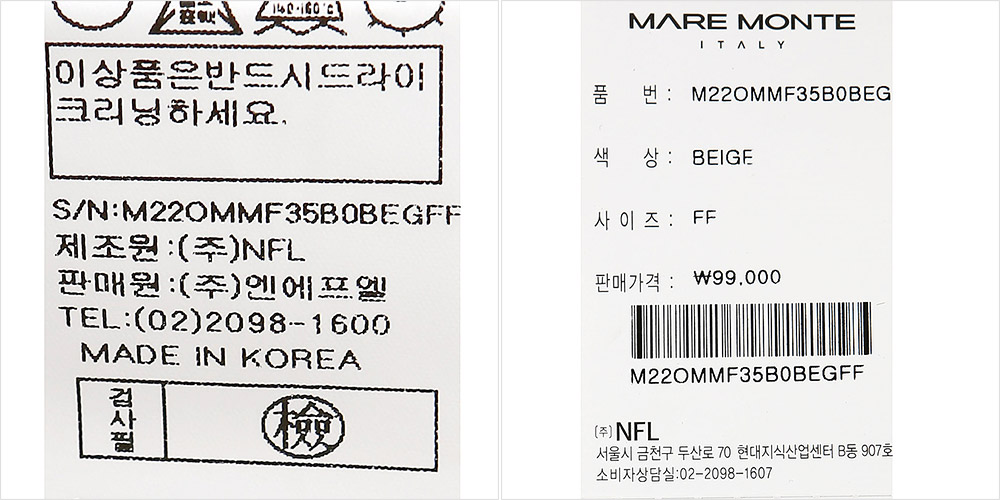 140-160℃
이상품은반드시드라이
크리닝하세요.
S/N:M22OMMF35B0BEGFF
제조원:(주)NFL
판매원:(주)엔에프엘
TEL:(02)2098-1600
MADE IN KOREA
검사필
檢
MARE MONTE
ITALY
품 번: M22OMMF35B0BEG
색 상: BEIGE
사이즈: FF
판매가격: ₩99,000
M22OMMF35B0BEGFF
(주)NFL
서울시 금천구 두산로 70 현대지식산업센터 B동 907호
소비자상담실:02-2098-1607